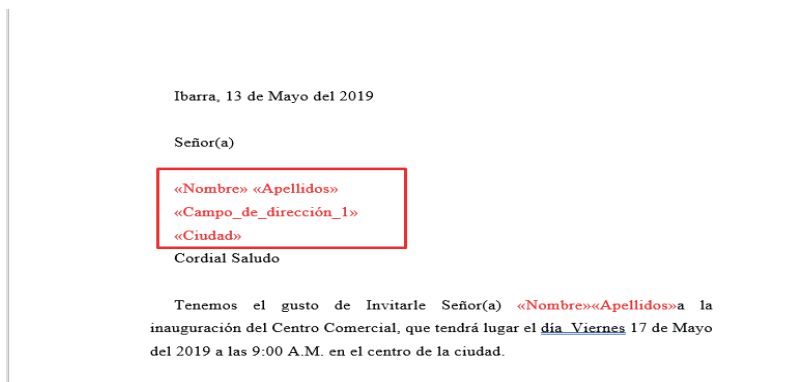 Ibarra, 13 de Mayo del 2019
Señor(a)
«Nombre» «Apellidos»
«Campo_de_dirección_1»
«Ciudad»
Cordial Saludo
Tenemos el gusto de Invitarle Señor(a) «Nombre»«Apellidos»a la
inauguración del Centro Comercial, que tendrá lugar el día  Viernes 17 de Mayo
del 2019 a las 9:00 A.M. en el centro de la ciudad.